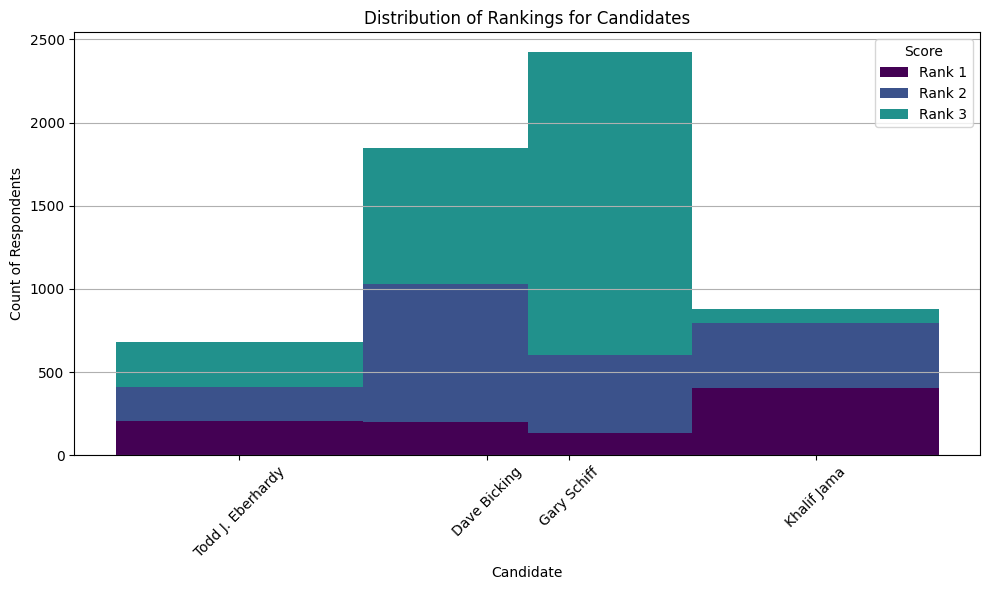 Distribution of Rankings for Candidates
Score
Rank 1
Rank 2
Rank 3
Count of Respondents
2500
2000
1500
1000
500
0
Todd J. Eberhardy
Dave Bicking
Gary Schiff
Khalif Jama
Candidate